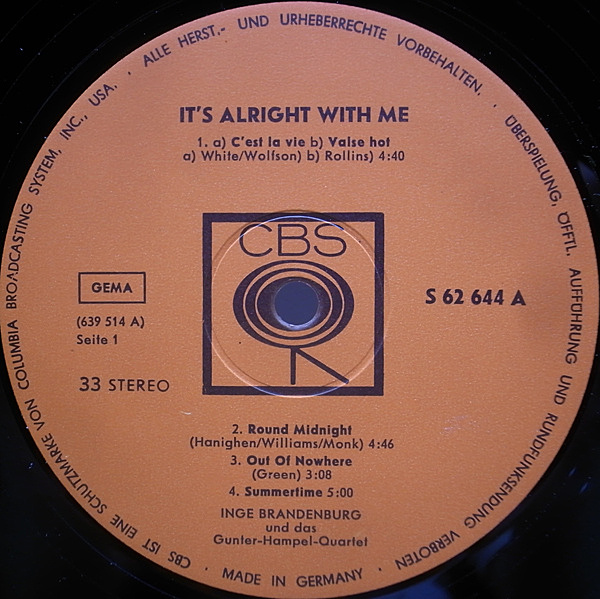 ALLE HERST.- UND URHEBERRECHTE VORBEHALTEN. · ÜBERSPIELUNG, ÖFFTL. AUFFÜHRUNG UND RUNDFUNKSENDUNG VERBOTEN · MADE IN GERMANY · CBS IST EINE SCHUTZMARKE VON COLUMBIA BROADCASTING SYSTEM, INC., USA. ·
IT'S ALRIGHT WITH ME
1. a) C'est la vie b) Valse hot
a) White/Wolfson) b) Rollins) 4:40
CBS
GEMA
S 62 644 A
(639 514 A)
Seite 1
33 STEREO
2. Round Midnight
(Hanighen/Williams/Monk) 4:46
3. Out Of Nowhere
(Green) 3:08
4. Summertime 5:00
INGE BRANDENBURG
und das
Gunter-Hampel-Quartet